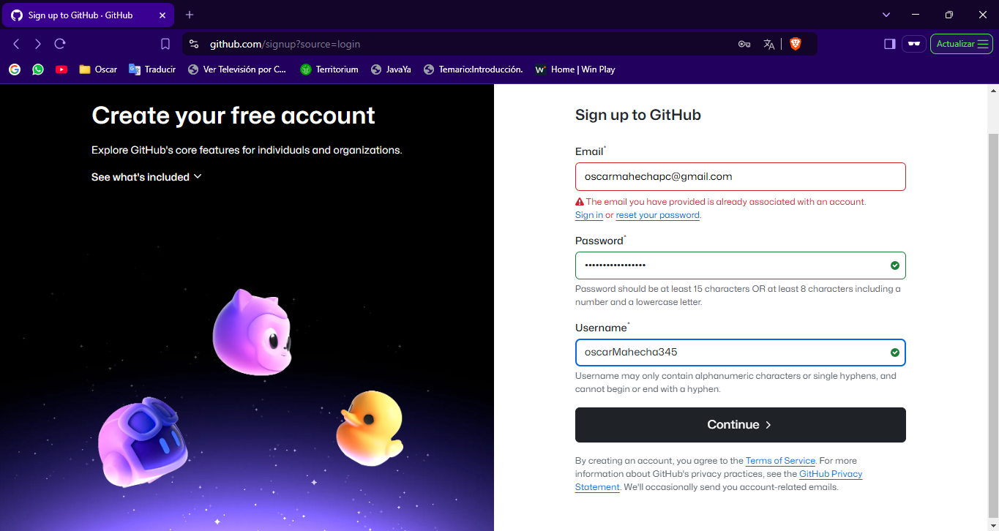 Sign up to GitHub · GitHub
github.com/signup?source=login
Actualizar
Oscar
Traducir
Ver Televisión por C...
Territorium
JavaYa
Temario:Introducción.
Home | Win Play
Create your free account
Explore GitHub's core features for individuals and organizations.
See what's included
Sign up to GitHub
Email*
oscarmahechapc@gmail.com
The email you have provided is already associated with an account.
Sign in or reset your password.
Password*
•••••••••••••••••
Password should be at least 15 characters OR at least 8 characters including a
number and a lowercase letter.
Username*
oscarMahecha345
Username may only contain alphanumeric characters or single hyphens, and
cannot begin or end with a hyphen.
Continue
By creating an account, you agree to the Terms of Service. For more
information about GitHub's privacy practices, see the GitHub Privacy
Statement. We'll occasionally send you account-related emails.